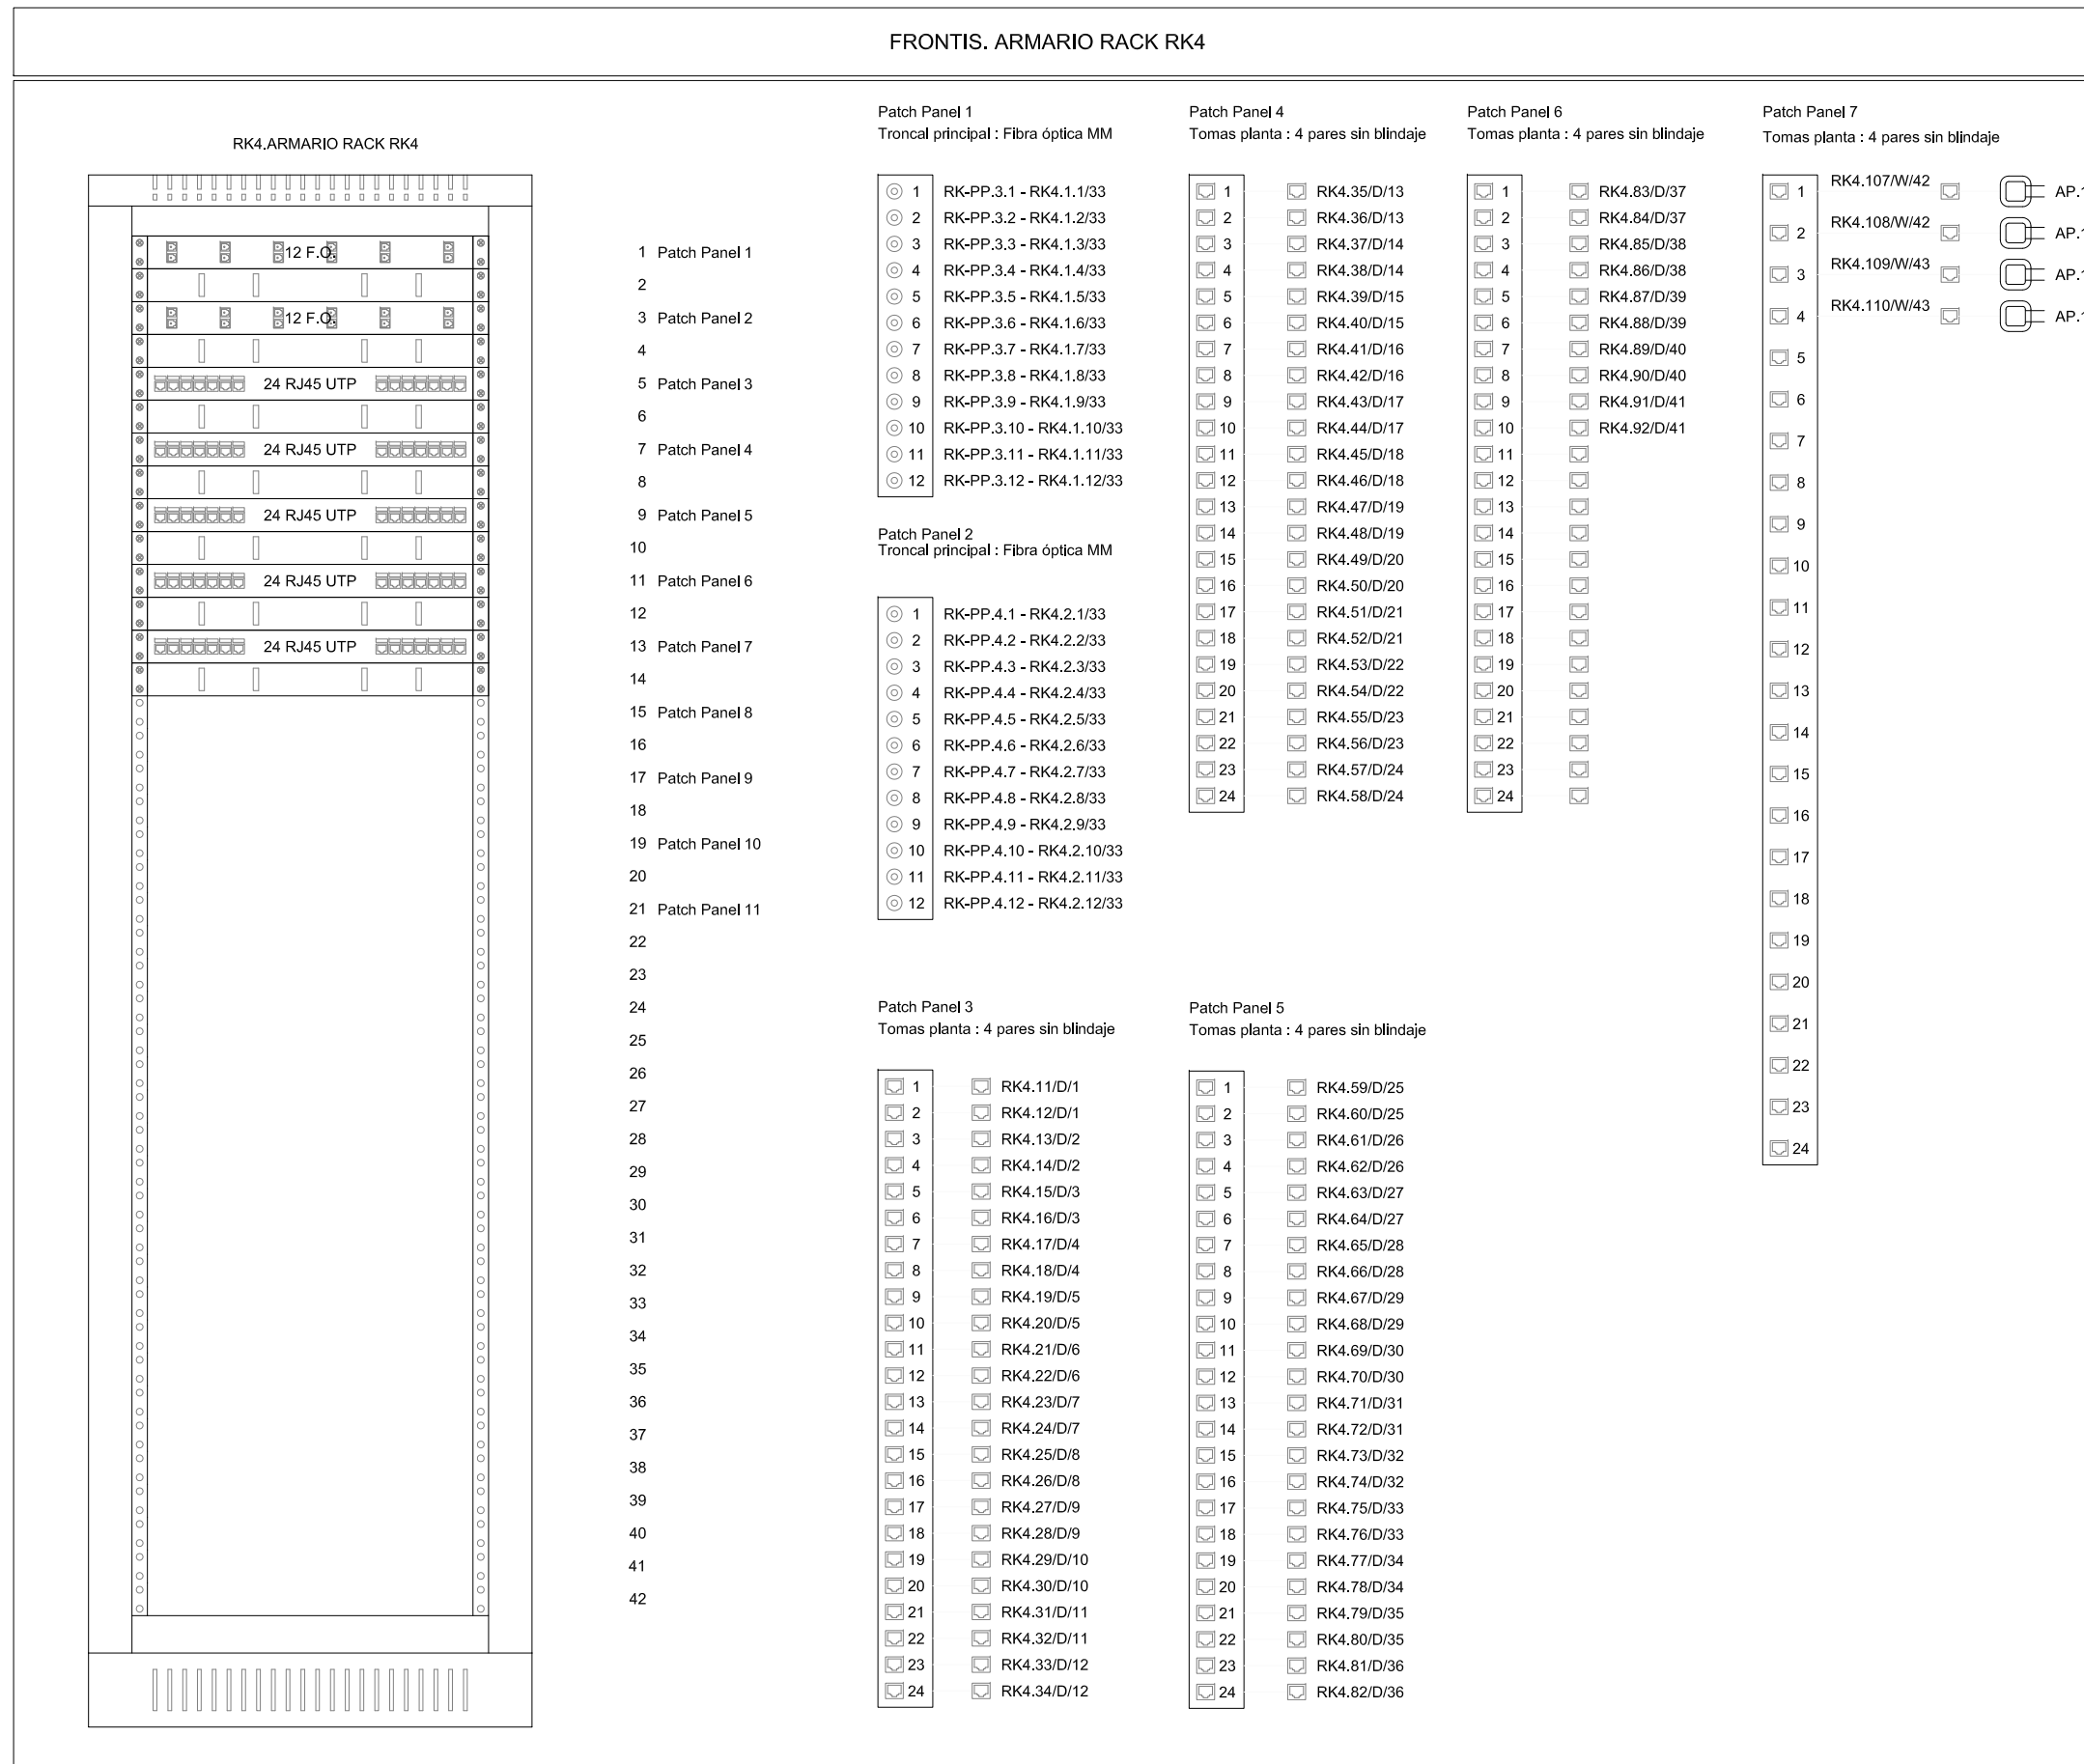 FRONTIS. ARMARIO RACK RK4
RK4.ARMARIO RACK RK4
12 F.O.
12 F.O.
24 RJ45 UTP
24 RJ45 UTP
24 RJ45 UTP
24 RJ45 UTP
24 RJ45 UTP
1 Patch Panel 1
2
3 Patch Panel 2
4
5 Patch Panel 3
6
7 Patch Panel 4
8
9 Patch Panel 5
10
11 Patch Panel 6
12
13 Patch Panel 7
14
15 Patch Panel 8
16
17 Patch Panel 9
18
19 Patch Panel 10
20
21 Patch Panel 11
22
23
24
25
26
27
28
29
30
31
32
33
34
35
36
37
38
39
40
41
42
Patch Panel 1
Troncal principal : Fibra óptica MM
1 RK-PP.3.1 - RK4.1.1/33
2 RK-PP.3.2 - RK4.1.2/33
3 RK-PP.3.3 - RK4.1.3/33
4 RK-PP.3.4 - RK4.1.4/33
5 RK-PP.3.5 - RK4.1.5/33
6 RK-PP.3.6 - RK4.1.6/33
7 RK-PP.3.7 - RK4.1.7/33
8 RK-PP.3.8 - RK4.1.8/33
9 RK-PP.3.9 - RK4.1.9/33
10 RK-PP.3.10 - RK4.1.10/33
11 RK-PP.3.11 - RK4.1.11/33
12 RK-PP.3.12 - RK4.1.12/33
Patch Panel 2
Troncal principal : Fibra óptica MM
1 RK-PP.4.1 - RK4.2.1/33
2 RK-PP.4.2 - RK4.2.2/33
3 RK-PP.4.3 - RK4.2.3/33
4 RK-PP.4.4 - RK4.2.4/33
5 RK-PP.4.5 - RK4.2.5/33
6 RK-PP.4.6 - RK4.2.6/33
7 RK-PP.4.7 - RK4.2.7/33
8 RK-PP.4.8 - RK4.2.8/33
9 RK-PP.4.9 - RK4.2.9/33
10 RK-PP.4.10 - RK4.2.10/33
11 RK-PP.4.11 - RK4.2.11/33
12 RK-PP.4.12 - RK4.2.12/33
Patch Panel 3
Tomas planta : 4 pares sin blindaje
1 RK4.11/D/1
2 RK4.12/D/1
3 RK4.13/D/2
4 RK4.14/D/2
5 RK4.15/D/3
6 RK4.16/D/3
7 RK4.17/D/4
8 RK4.18/D/4
9 RK4.19/D/5
10 RK4.20/D/5
11 RK4.21/D/6
12 RK4.22/D/6
13 RK4.23/D/7
14 RK4.24/D/7
15 RK4.25/D/8
16 RK4.26/D/8
17 RK4.27/D/9
18 RK4.28/D/9
19 RK4.29/D/10
20 RK4.30/D/10
21 RK4.31/D/11
22 RK4.32/D/11
23 RK4.33/D/12
24 RK4.34/D/12
Patch Panel 4
Tomas planta : 4 pares sin blindaje
1 RK4.35/D/13
2 RK4.36/D/13
3 RK4.37/D/14
4 RK4.38/D/14
5 RK4.39/D/15
6 RK4.40/D/15
7 RK4.41/D/16
8 RK4.42/D/16
9 RK4.43/D/17
10 RK4.44/D/17
11 RK4.45/D/18
12 RK4.46/D/18
13 RK4.47/D/19
14 RK4.48/D/19
15 RK4.49/D/20
16 RK4.50/D/20
17 RK4.51/D/21
18 RK4.52/D/21
19 RK4.53/D/22
20 RK4.54/D/22
21 RK4.55/D/23
22 RK4.56/D/23
23 RK4.57/D/24
24 RK4.58/D/24
Patch Panel 5
Tomas planta : 4 pares sin blindaje
1 RK4.59/D/25
2 RK4.60/D/25
3 RK4.61/D/26
4 RK4.62/D/26
5 RK4.63/D/27
6 RK4.64/D/27
7 RK4.65/D/28
8 RK4.66/D/28
9 RK4.67/D/29
10 RK4.68/D/29
11 RK4.69/D/30
12 RK4.70/D/30
13 RK4.71/D/31
14 RK4.72/D/31
15 RK4.73/D/32
16 RK4.74/D/32
17 RK4.75/D/33
18 RK4.76/D/33
19 RK4.77/D/34
20 RK4.78/D/34
21 RK4.79/D/35
22 RK4.80/D/35
23 RK4.81/D/36
24 RK4.82/D/36
Patch Panel 6
Tomas planta : 4 pares sin blindaje
1 RK4.83/D/37
2 RK4.84/D/37
3 RK4.85/D/38
4 RK4.86/D/38
5 RK4.87/D/39
6 RK4.88/D/39
7 RK4.89/D/40
8 RK4.90/D/40
9 RK4.91/D/41
10 RK4.92/D/41
11
12
13
14
15
16
17
18
19
20
21
22
23
24
Patch Panel 7
Tomas planta : 4 pares sin blindaje
1 RK4.107/W/42
2 RK4.108/W/42
3 RK4.109/W/43
4 RK4.110/W/43
5
6
7
8
9
10
11
12
13
14
15
16
17
18
19
20
21
22
23
24